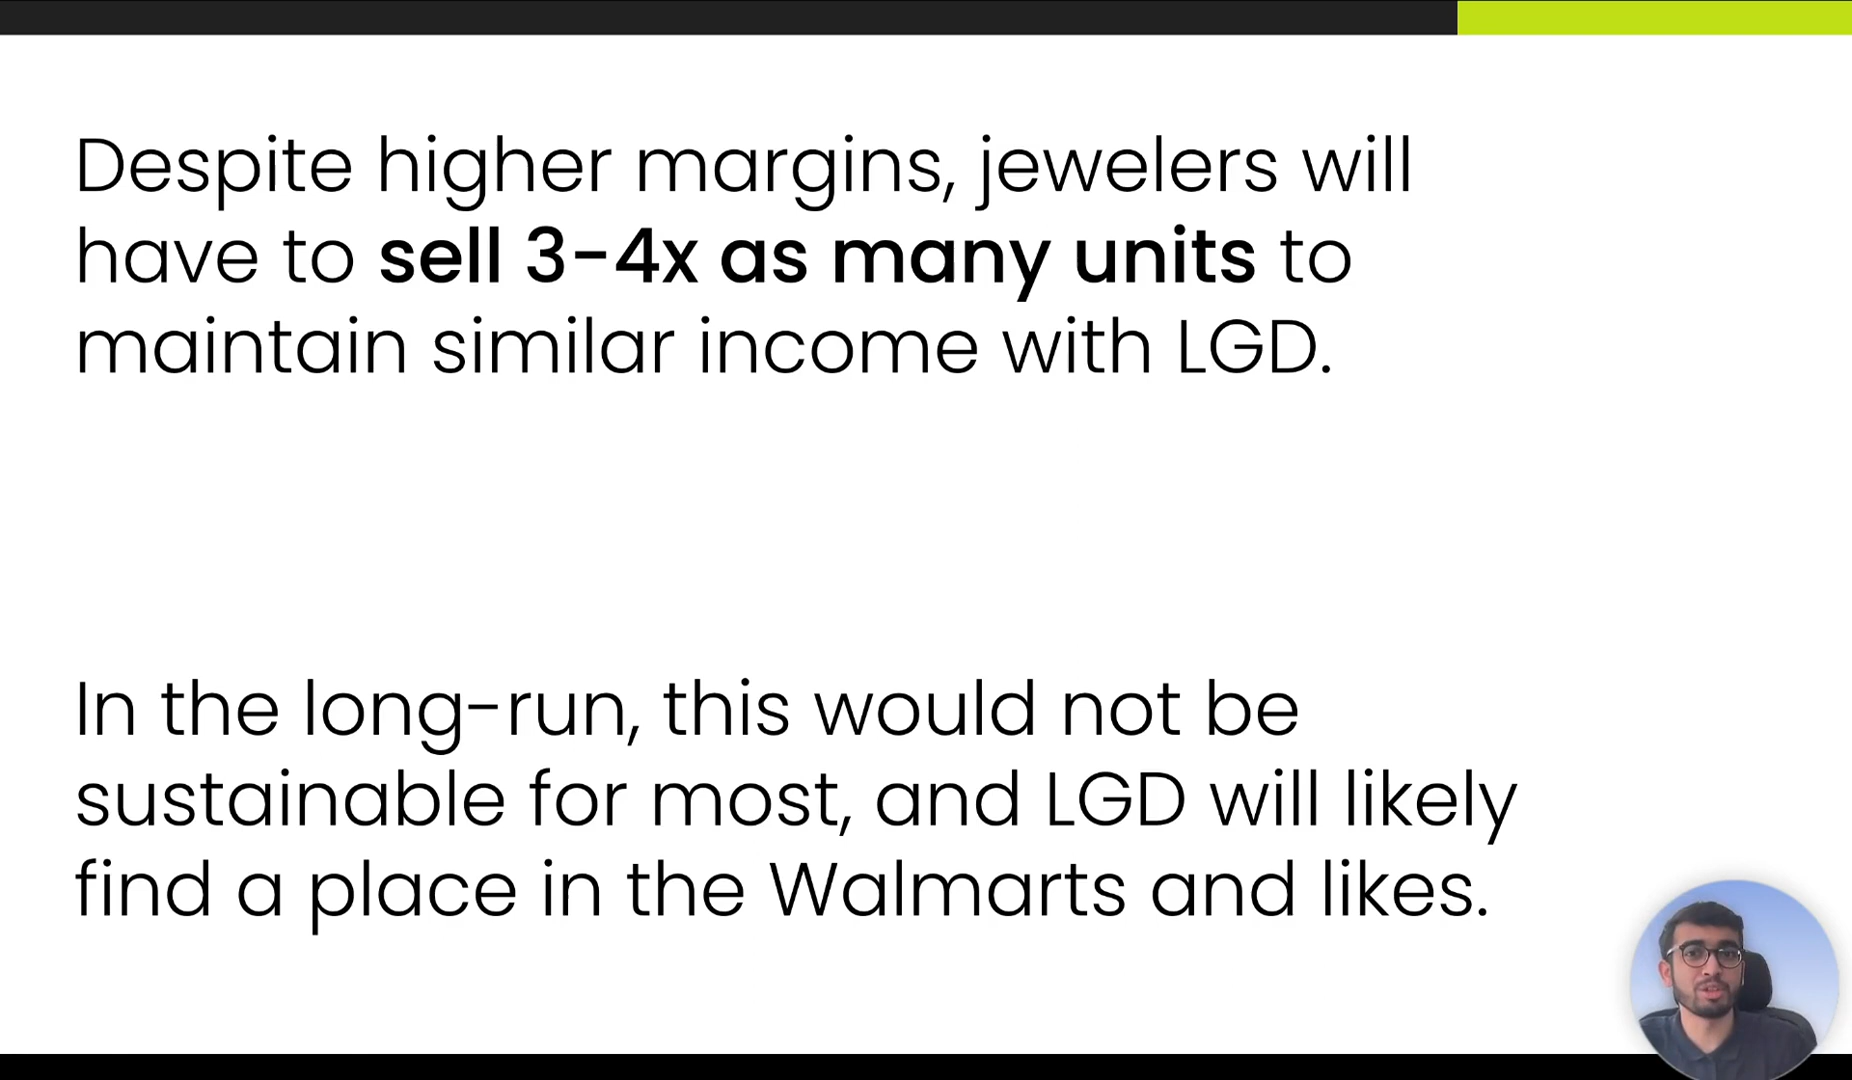 Despite higher margins, jewelers will
have to sell 3-4x as many units to
maintain similar income with LGD.
In the long-run, this would not be
sustainable for most, and LGD will likely
find a place in the Walmarts and likes.